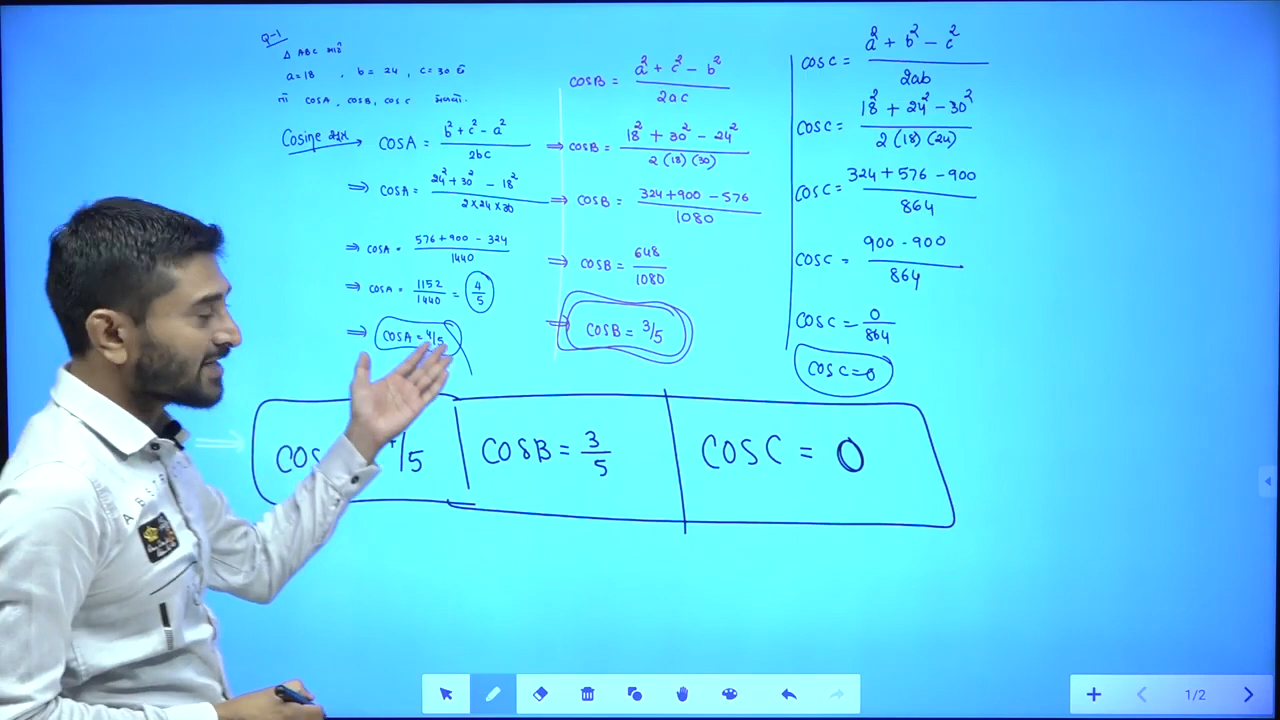 Q-1
△ ABC માટે
a = 18 , b = 24 , c = 30 છે
તો cosA , cosB, cosC મેળવો.
Cosine સૂત્ર → cosA = (b² + c² - a²) / 2bc
⇒ cosA = (24² + 30² - 18²) / 2×24×30
⇒ cosA = (576 + 900 - 324) / 1440
⇒ cosA = 1152/1440 = 4/5
⇒ cosA = 4/5
cosB = (a² + c² - b²) / 2ac
⇒ cosB = (18² + 30² - 24²) / 2(18)(30)
⇒ cosB = (324 + 900 - 576) / 1080
⇒ cosB = 648/1080
⇒ cosB = 3/5
cosC = (a² + b² - c²) / 2ab
cosC = (18² + 24² - 30²) / 2(18)(24)
cosC = (324 + 576 - 900) / 864
cosC = (900 - 900) / 864
cosC = 0/864
cosC = 0
cos /5 cosB = 3/5 cosC = 0
1/2